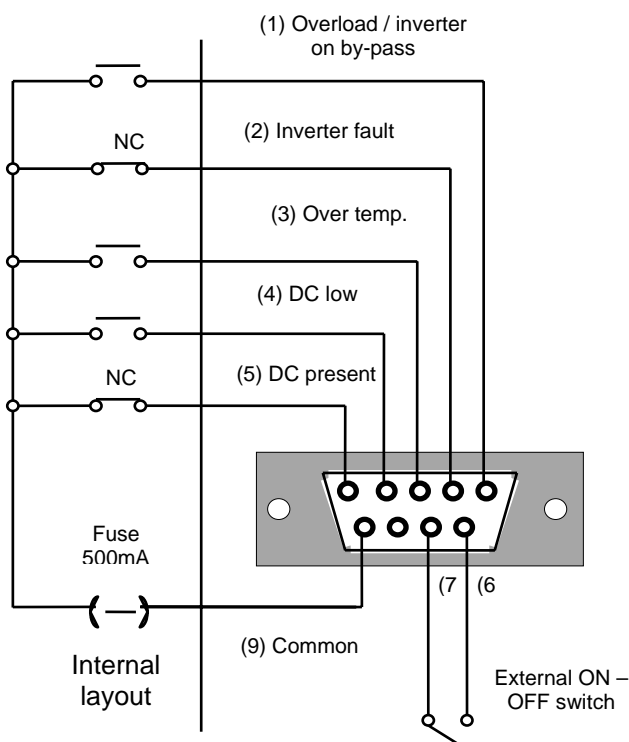 (1) Overload / inverter
on by-pass
NC
(2) Inverter fault
(3) Over temp.
(4) DC low
NC
(5) DC present
Fuse
500mA
(7
(6
(9) Common
Internal
layout
External ON –
OFF switch